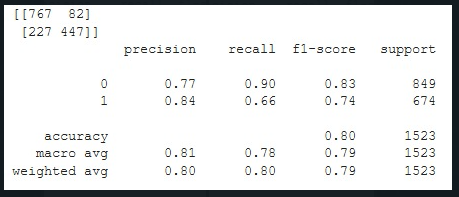 [[767  82]
 [227 447]]
              precision    recall  f1-score   support

           0       0.77      0.90      0.83       849
           1       0.84      0.66      0.74       674

    accuracy                           0.80      1523
   macro avg       0.81      0.78      0.79      1523
weighted avg       0.80      0.80      0.79      1523